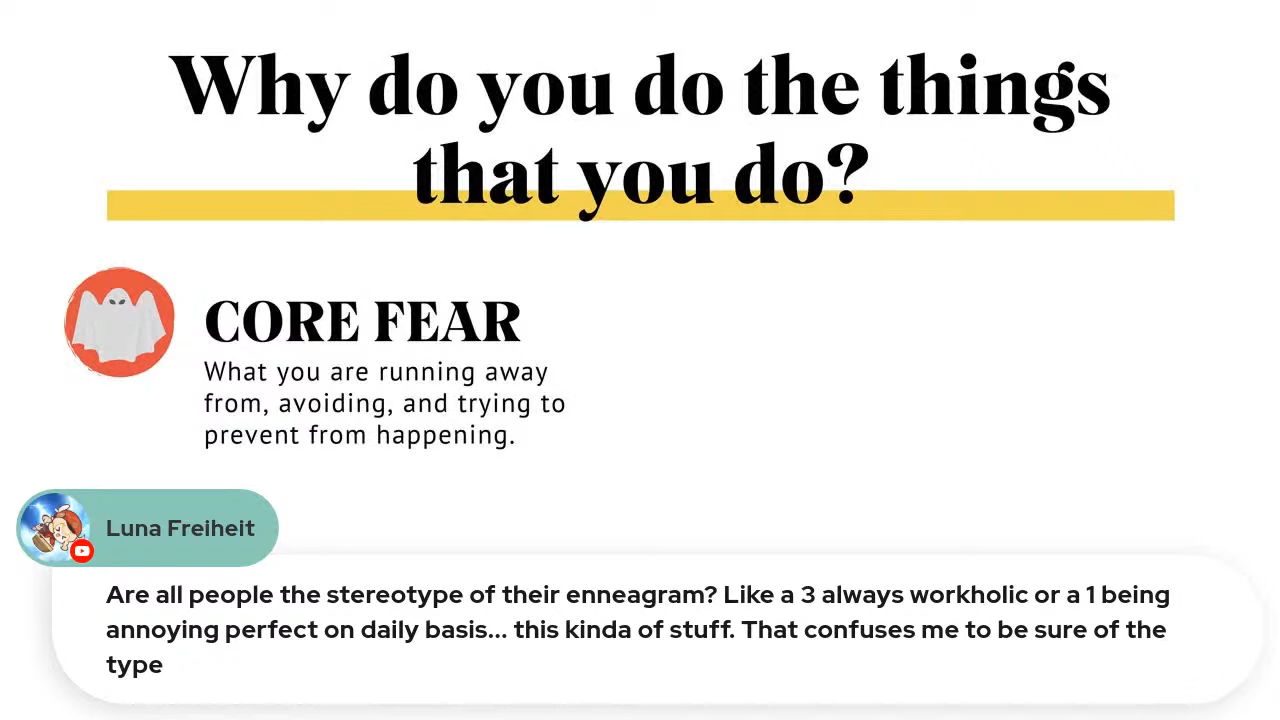 Why do you do the things
that you do?
CORE FEAR
What you are running away
from, avoiding, and trying to
prevent from happening.
Luna Freiheit
Are all people the stereotype of their enneagram? Like a 3 always workholic or a 1 being
annoying perfect on daily basis... this kinda of stuff. That confuses me to be sure of the
type